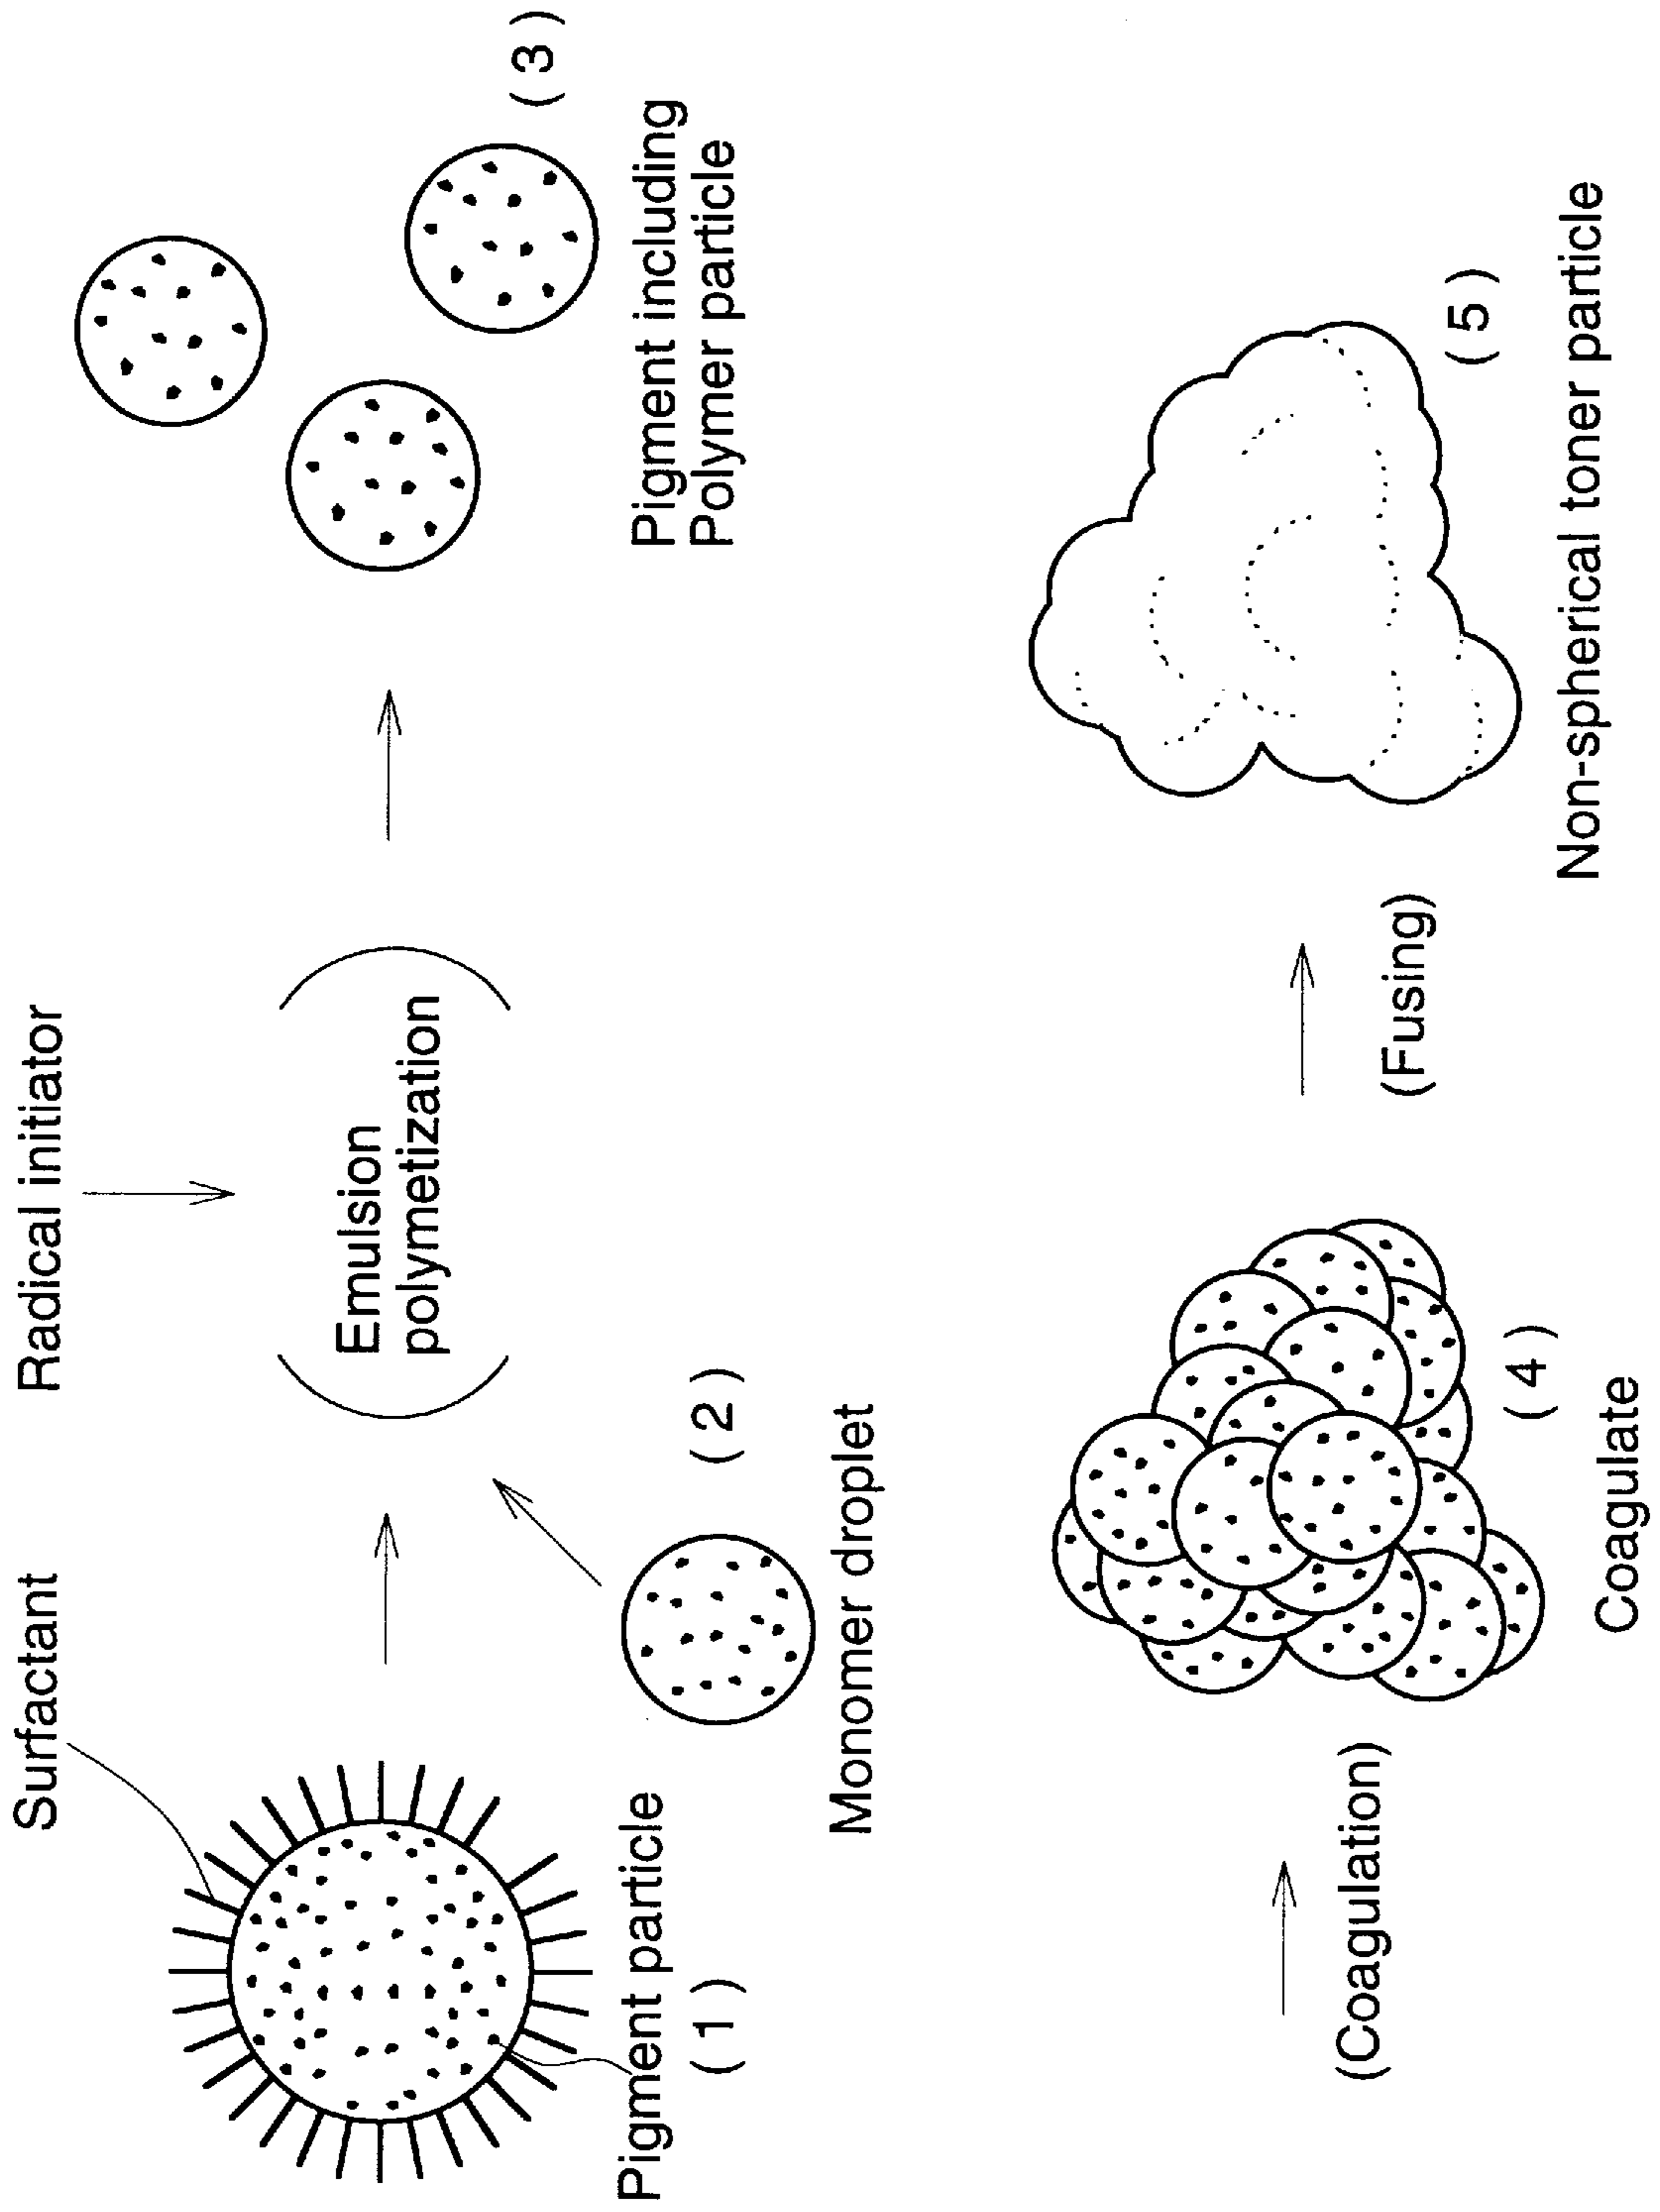 Surfactant
Radical initiator
Emulsion
polymetization
( 3 )
Pigment particle
( 1 )
( 2 )
Monomer droplet
Pigment including
Polymer particle
(Coagulation)
( 4 )
Coagulate
(Fusing)
( 5 )
Non-spherical toner particle